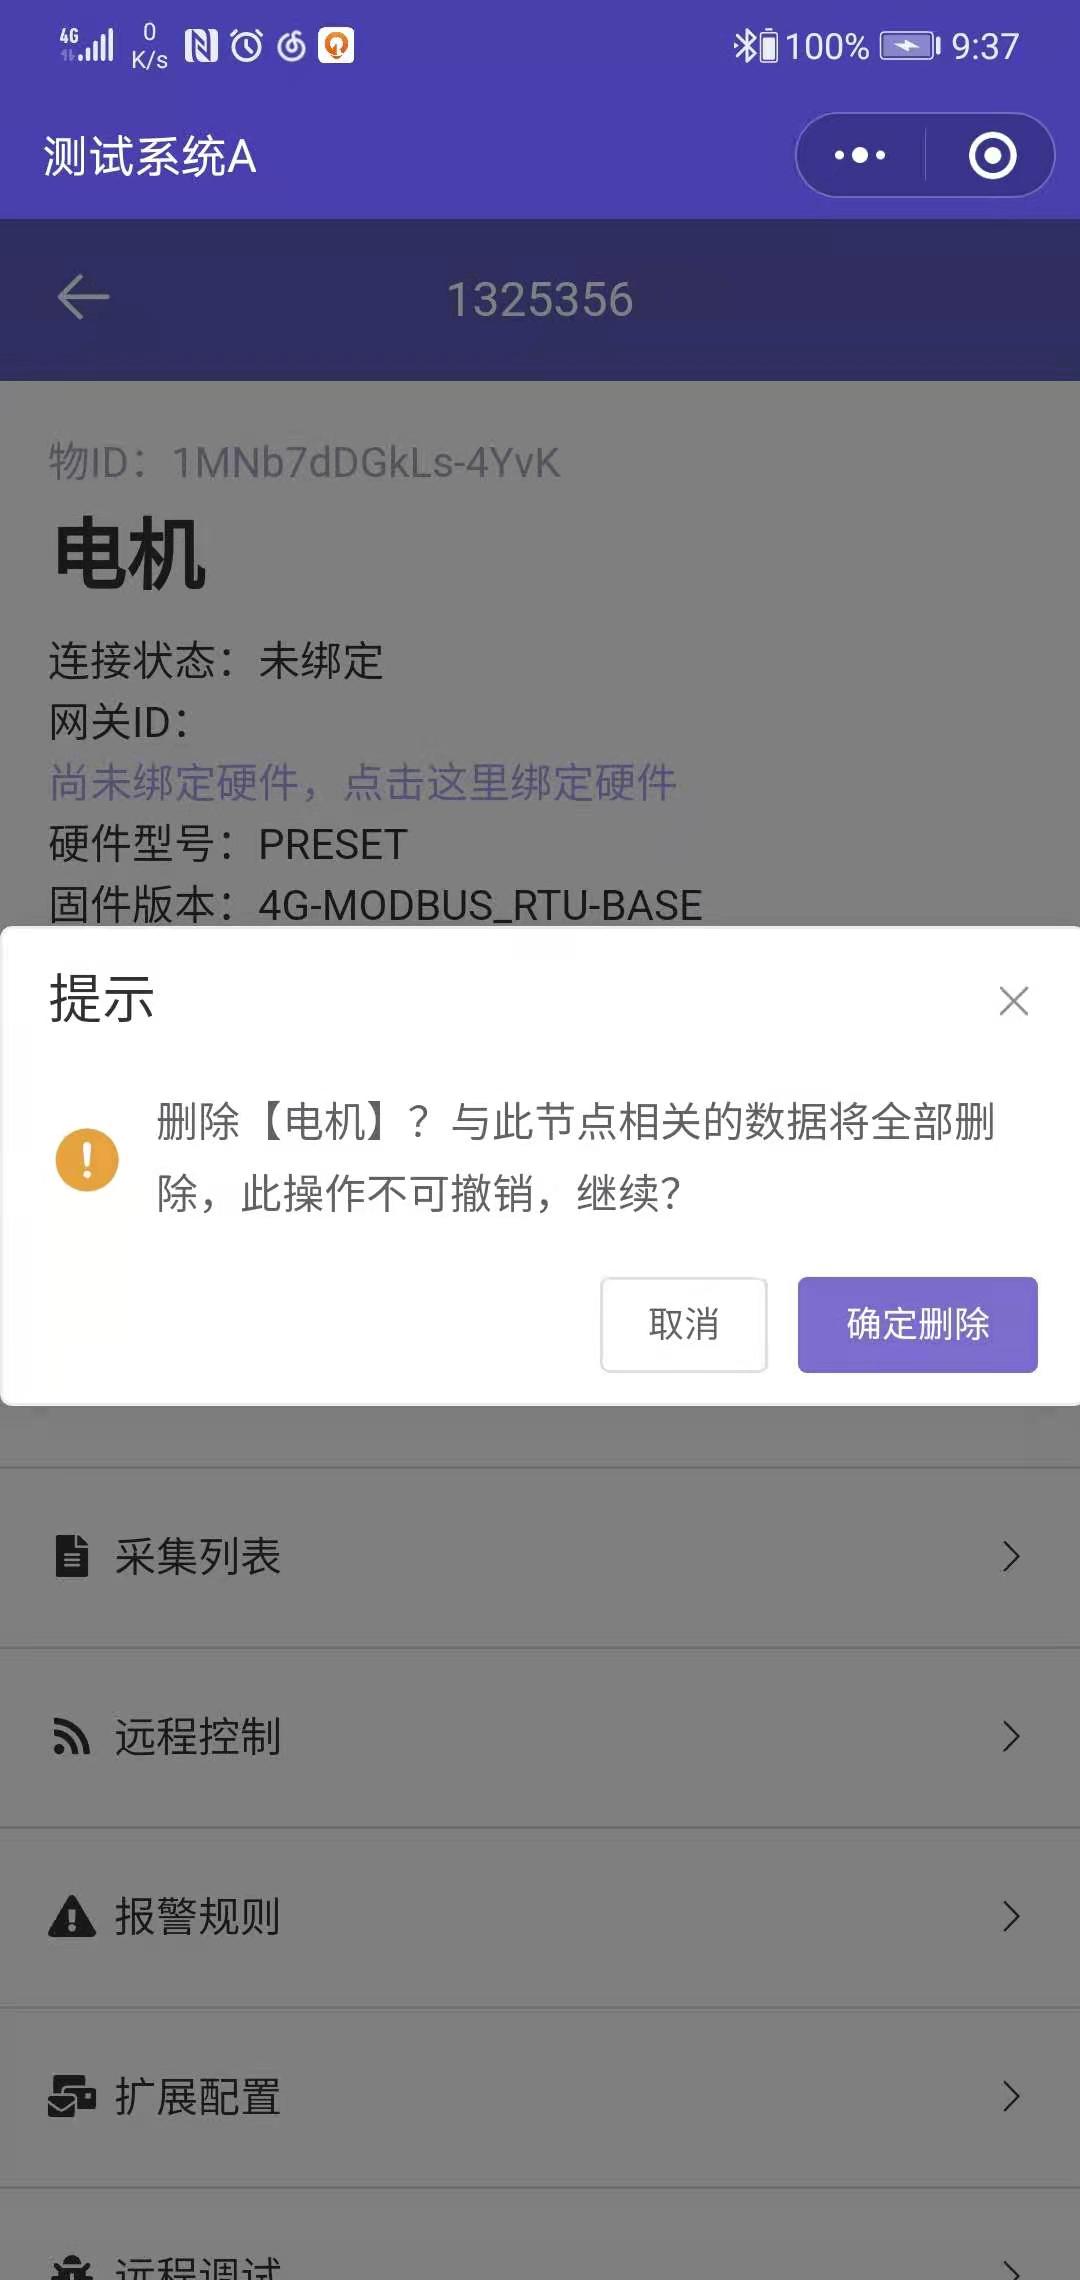 4G
0
K/s
100%
9:37
测试系统A
1325356
物ID：1MNb7dDGkLs-4YvK
电机
连接状态：未绑定
网关ID：
尚未绑定硬件，点击这里绑定硬件
硬件型号：PRESET
固件版本：4G-MODBUS_RTU-BASE
提示
删除【电机】？与此节点相关的数据将全部删
除，此操作不可撤销，继续？
取消
确定删除
采集列表
远程控制
报警规则
扩展配置
远程调试